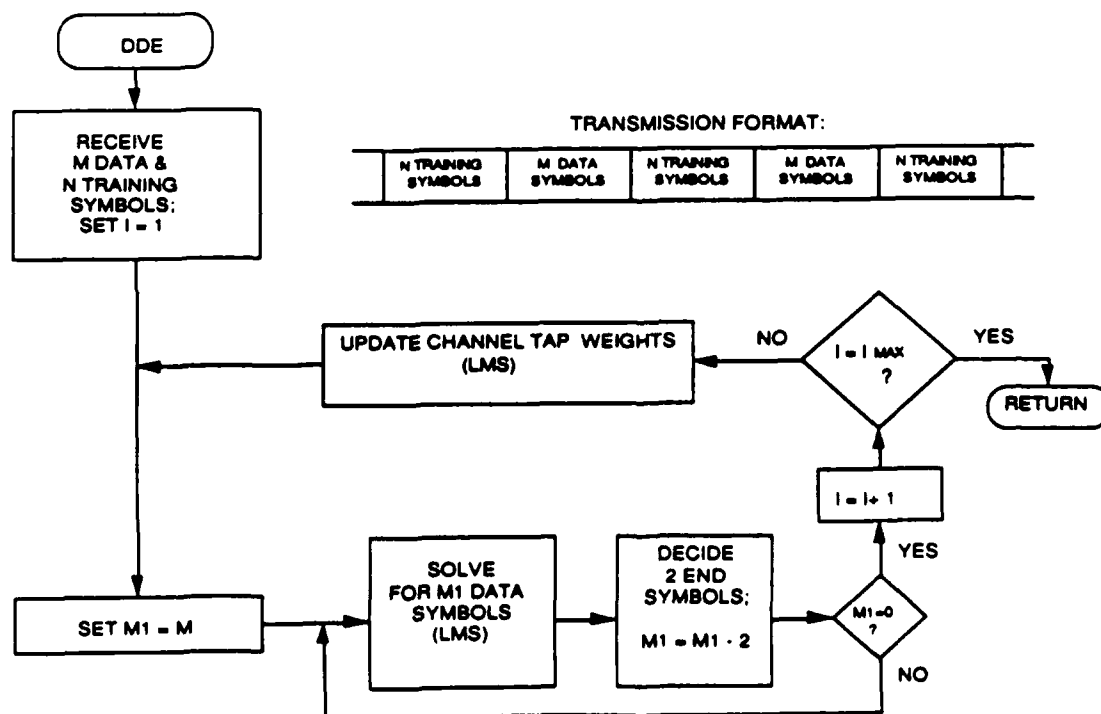 DDE
RECEIVE
M DATA &
N TRAINING
SYMBOLS;
SET I = 1
TRANSMISSION FORMAT:
N TRAINING
SYMBOLS
M DATA
SYMBOLS
N TRAINING
SYMBOLS
M DATA
SYMBOLS
N TRAINING
SYMBOLS
UPDATE CHANNEL TAP WEIGHTS
(LMS)
NO
I = I MAX
?
YES
RETURN
I = I+ 1
YES
SET M1 = M
SOLVE
FOR M1 DATA
SYMBOLS
(LMS)
DECIDE
2 END
SYMBOLS;
M1 = M1 - 2
M1=0
?
NO